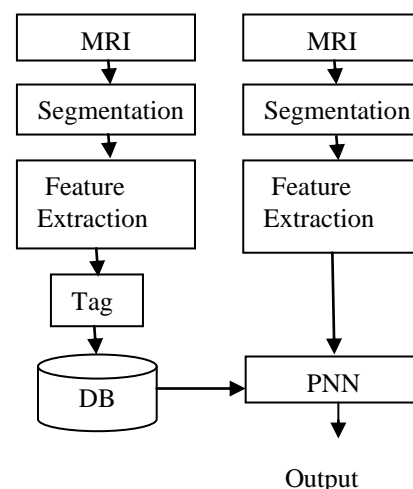 MRI
Segmentation
Feature
Extraction
Tag
DB
MRI
Segmentation
Feature
Extraction
PNN
Output